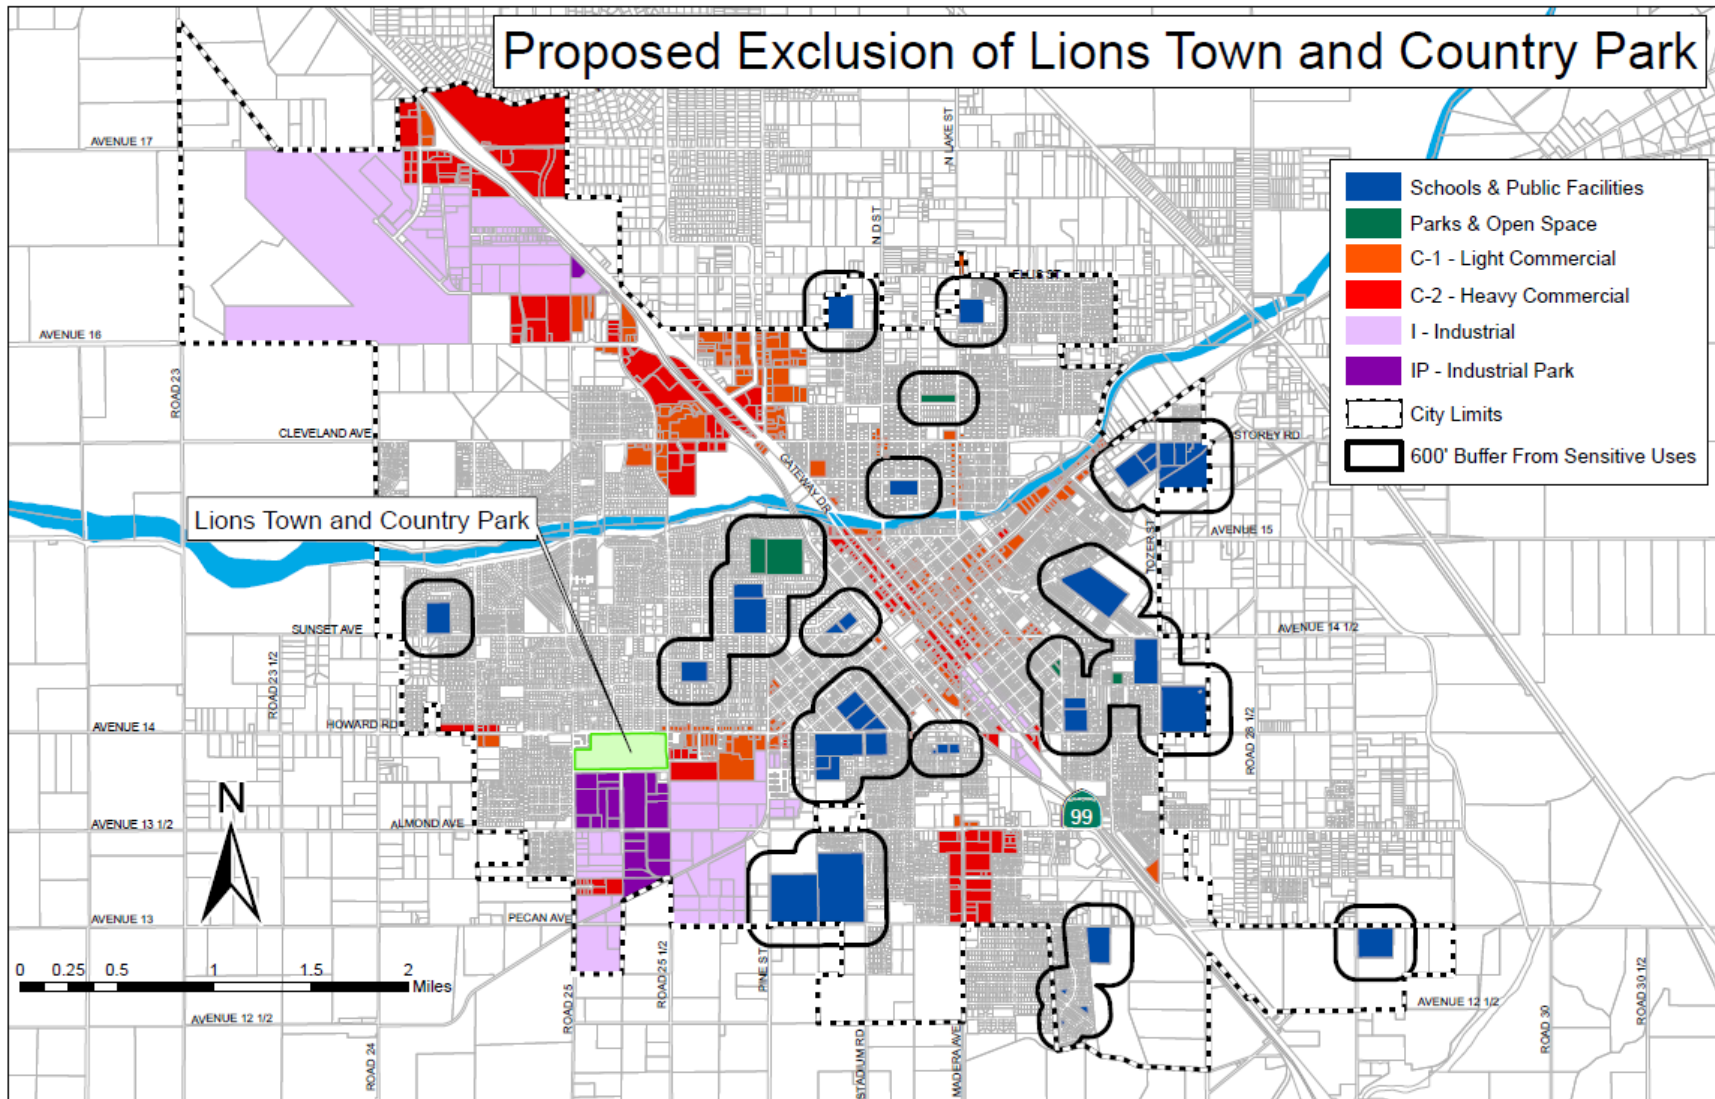 Proposed Exclusion of Lions Town and Country Park
Schools & Public Facilities
Parks & Open Space
C-1 - Light Commercial
C-2 - Heavy Commercial
I - Industrial
IP - Industrial Park
City Limits
600' Buffer From Sensitive Uses
AVENUE 17
N LAKE ST
N D ST
ELLIS ST
AVENUE 16
ROAD 23
CLEVELAND AVE
STOREY RD
GATEWAY DR
Lions Town and Country Park
AVENUE 15
TOZER ST
SUNSET AVE
AVENUE 14 1/2
ROAD 23 1/2
HOWARD RD
AVENUE 14
ROAD 28 1/2
N
99
AVENUE 13 1/2
ALMOND AVE
AVENUE 13
PECAN AVE
0 0.25 0.5 1 1.5 2
Miles
ROAD 25 1/2
PINE ST
ROAD 25
AVENUE 12 1/2
AVENUE 12 1/2
ROAD 24
STADIUM RD
MADERA AVE
ROAD 30
ROAD 30 1/2